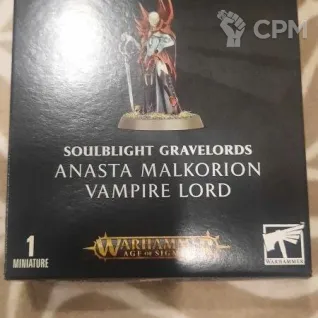 CPM
SOULBLIGHT GRAVELORDS
ANASTA MALKORION
VAMPIRE LORD
1
MINIATURE
WARHAMMER
AGE OF SIGMAR
WARHAMMER